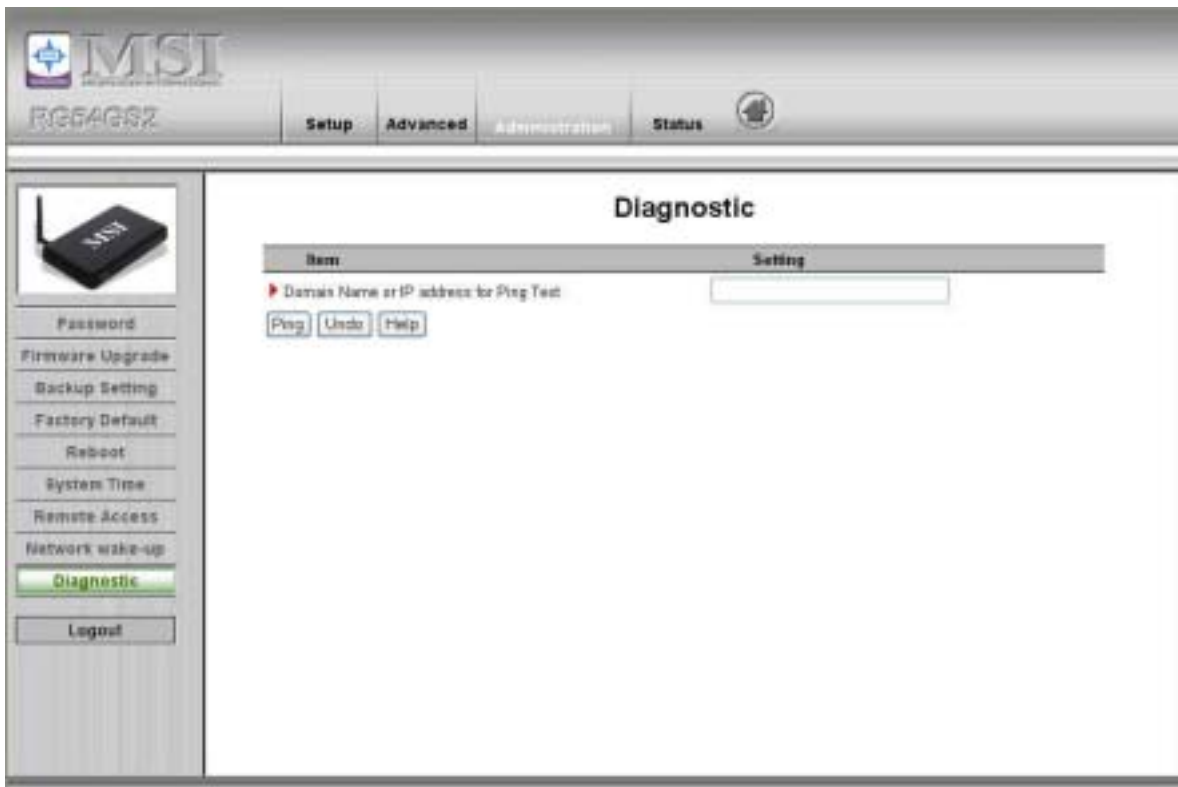 MSI
RG54GS2
Setup
Advanced
Administration
Status
MSI
Password
Firmware Upgrade
Backup Setting
Factory Default
Reboot
System Time
Remote Access
Network wake-up
Diagnostic
Logout
Diagnostic
Item Setting
Domain Name or IP address for Ping Test
Ping Undo Help